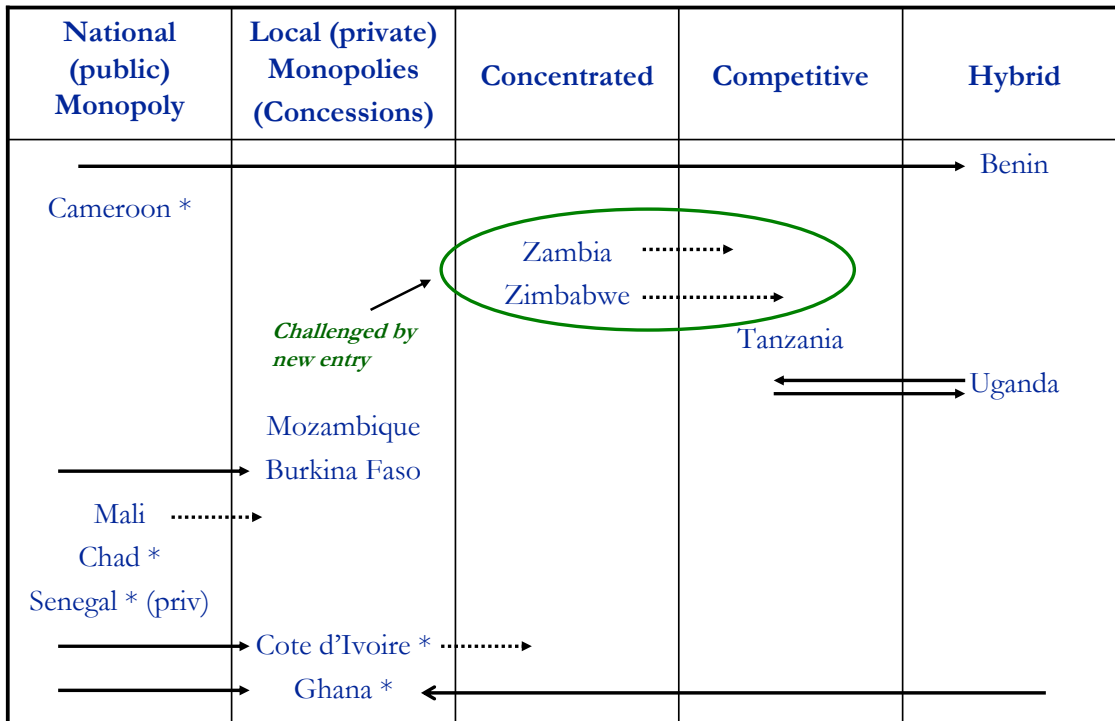 National
(public)
Monopoly
Local (private)
Monopolies
(Concessions)
Concentrated
Competitive
Hybrid
Benin
Cameroon *
Zambia
Zimbabwe
Challenged by
new entry
Tanzania
Uganda
Mozambique
Burkina Faso
Mali
Chad *
Senegal * (priv)
Cote d’Ivoire *
Ghana *